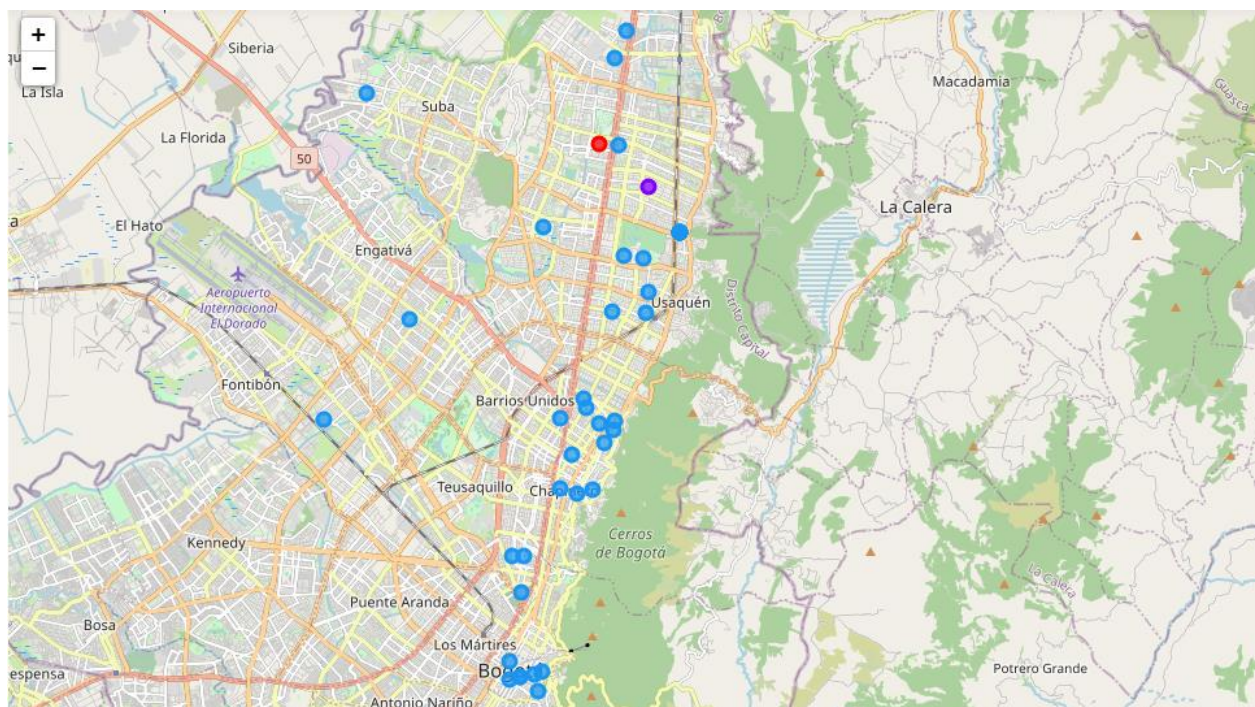 +
−
Siberia
Macadamia
La Isla
Suba
Guasca
La Florida
50
La Calera
El Hato
Engativá
Aeropuerto
Internacional
El Dorado
Usaquén
Distrito Capital
Fontibón
Barrios Unidos
Teusaquillo
Cerros
de Bogotá
Kennedy
La Calera
Puente Aranda
Bosa
Los Mártires
Potrero Grande
Antonio Nariño